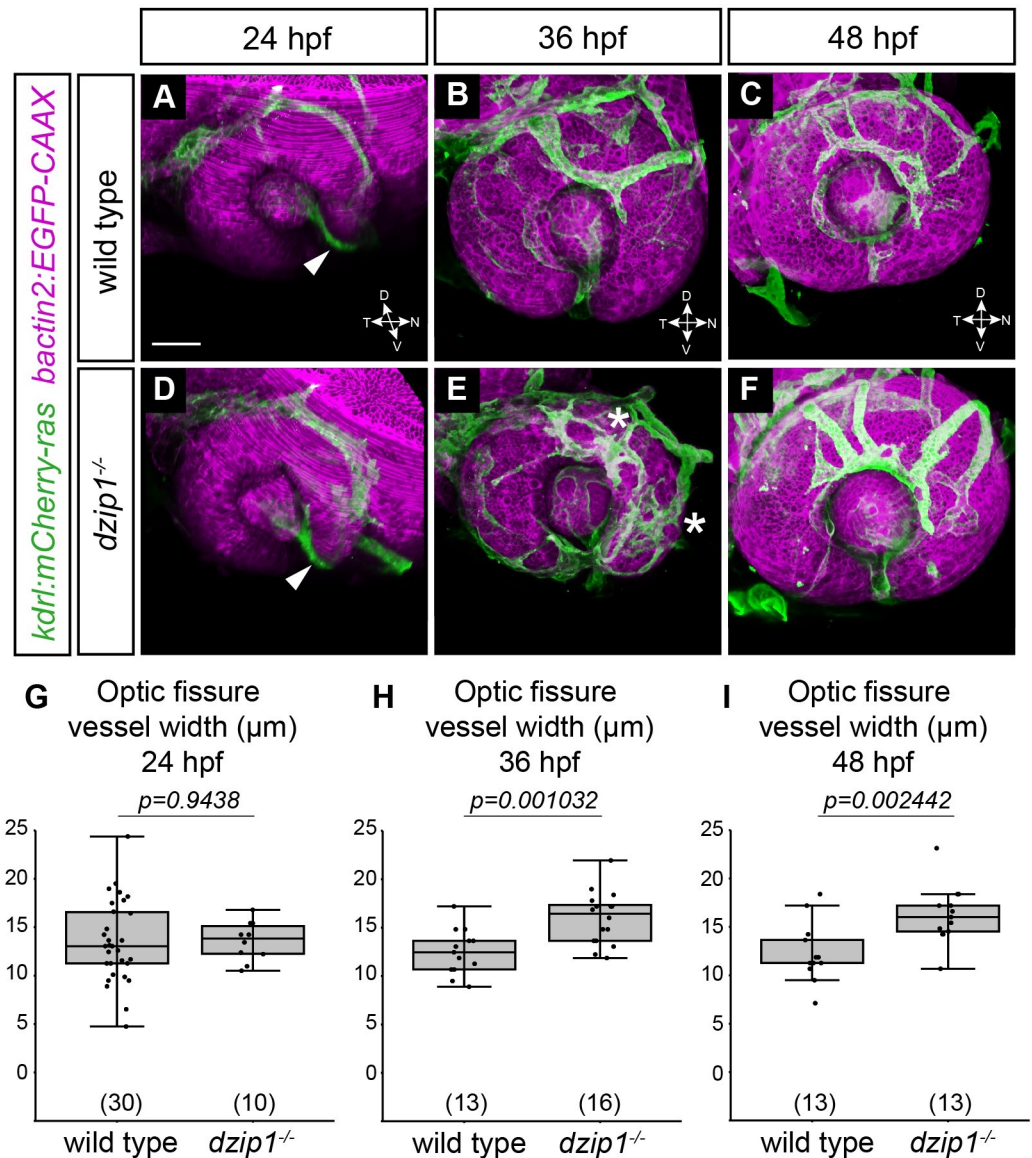 24 hpf
36 hpf
48 hpf
kdrl:mCherry-ras bactin2:EGFP-CAAX
wild type
dzip1-/-
A
D
T N
V
B
D
T N
V
C
D
T N
V
D
E
*
*
F
G
Optic fissure
vessel width (µm)
24 hpf
p=0.9438
25
20
15
10
5
0
(30)
(10)
wild type
dzip1-/-
H
Optic fissure
vessel width (µm)
36 hpf
p=0.001032
25
20
15
10
5
0
(13)
(16)
wild type
dzip1-/-
I
Optic fissure
vessel width (µm)
48 hpf
p=0.002442
25
20
15
10
5
0
(13)
(13)
wild type
dzip1-/-